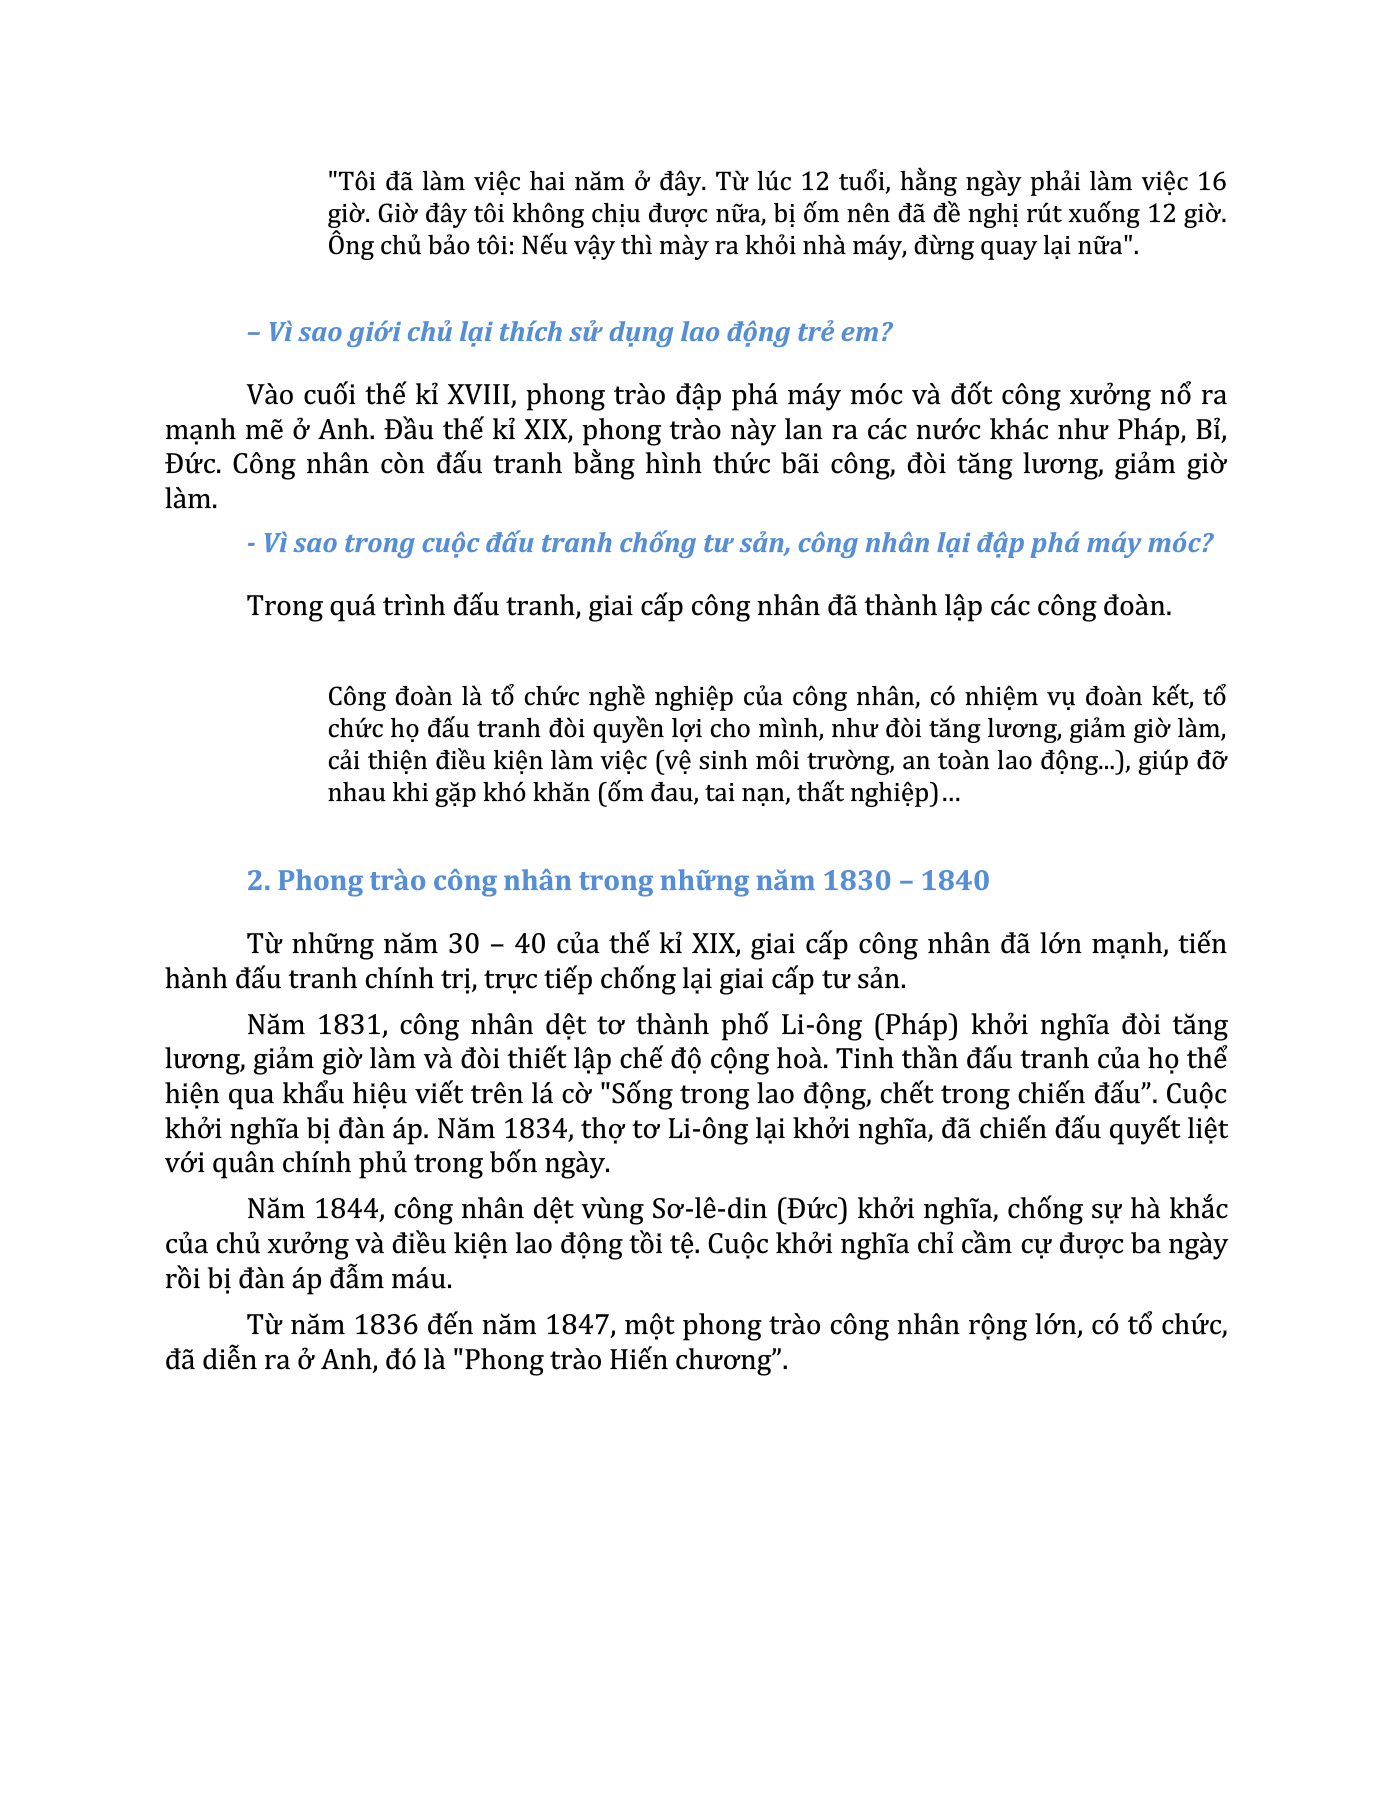 "Tôi đã làm việc hai năm ở đây. Từ lúc 12 tuổi, hằng ngày phải làm việc 16
giờ. Giờ đây tôi không chịu được nữa, bị ốm nên đã đề nghị rút xuống 12 giờ.
Ông chủ bảo tôi: Nếu vậy thì mày ra khỏi nhà máy, đừng quay lại nữa".
– Vì sao giới chủ lại thích sử dụng lao động trẻ em?
Vào cuối thế kỉ XVIII, phong trào đập phá máy móc và đốt công xưởng nổ ra
mạnh mẽ ở Anh. Đầu thế kỉ XIX, phong trào này lan ra các nước khác như Pháp, Bỉ,
Đức. Công nhân còn đấu tranh bằng hình thức bãi công, đòi tăng lương, giảm giờ
làm.
- Vì sao trong cuộc đấu tranh chống tư sản, công nhân lại đập phá máy móc?
Trong quá trình đấu tranh, giai cấp công nhân đã thành lập các công đoàn.
Công đoàn là tổ chức nghề nghiệp của công nhân, có nhiệm vụ đoàn kết, tổ
chức họ đấu tranh đòi quyền lợi cho mình, như đòi tăng lương, giảm giờ làm,
cải thiện điều kiện làm việc (vệ sinh môi trường, an toàn lao động...), giúp đỡ
nhau khi gặp khó khăn (ốm đau, tai nạn, thất nghiệp)…
2. Phong trào công nhân trong những năm 1830 – 1840
Từ những năm 30 – 40 của thế kỉ XIX, giai cấp công nhân đã lớn mạnh, tiến
hành đấu tranh chính trị, trực tiếp chống lại giai cấp tư sản.
Năm 1831, công nhân dệt tơ thành phố Li-ông (Pháp) khởi nghĩa đòi tăng
lương, giảm giờ làm và đòi thiết lập chế độ cộng hoà. Tinh thần đấu tranh của họ thể
hiện qua khẩu hiệu viết trên lá cờ "Sống trong lao động, chết trong chiến đấu”. Cuộc
khởi nghĩa bị đàn áp. Năm 1834, thợ tơ Li-ông lại khởi nghĩa, đã chiến đấu quyết liệt
với quân chính phủ trong bốn ngày.
Năm 1844, công nhân dệt vùng Sơ-lê-din (Đức) khởi nghĩa, chống sự hà khắc
của chủ xưởng và điều kiện lao động tồi tệ. Cuộc khởi nghĩa chỉ cầm cự được ba ngày
rồi bị đàn áp đẫm máu.
Từ năm 1836 đến năm 1847, một phong trào công nhân rộng lớn, có tổ chức,
đã diễn ra ở Anh, đó là "Phong trào Hiến chương”.